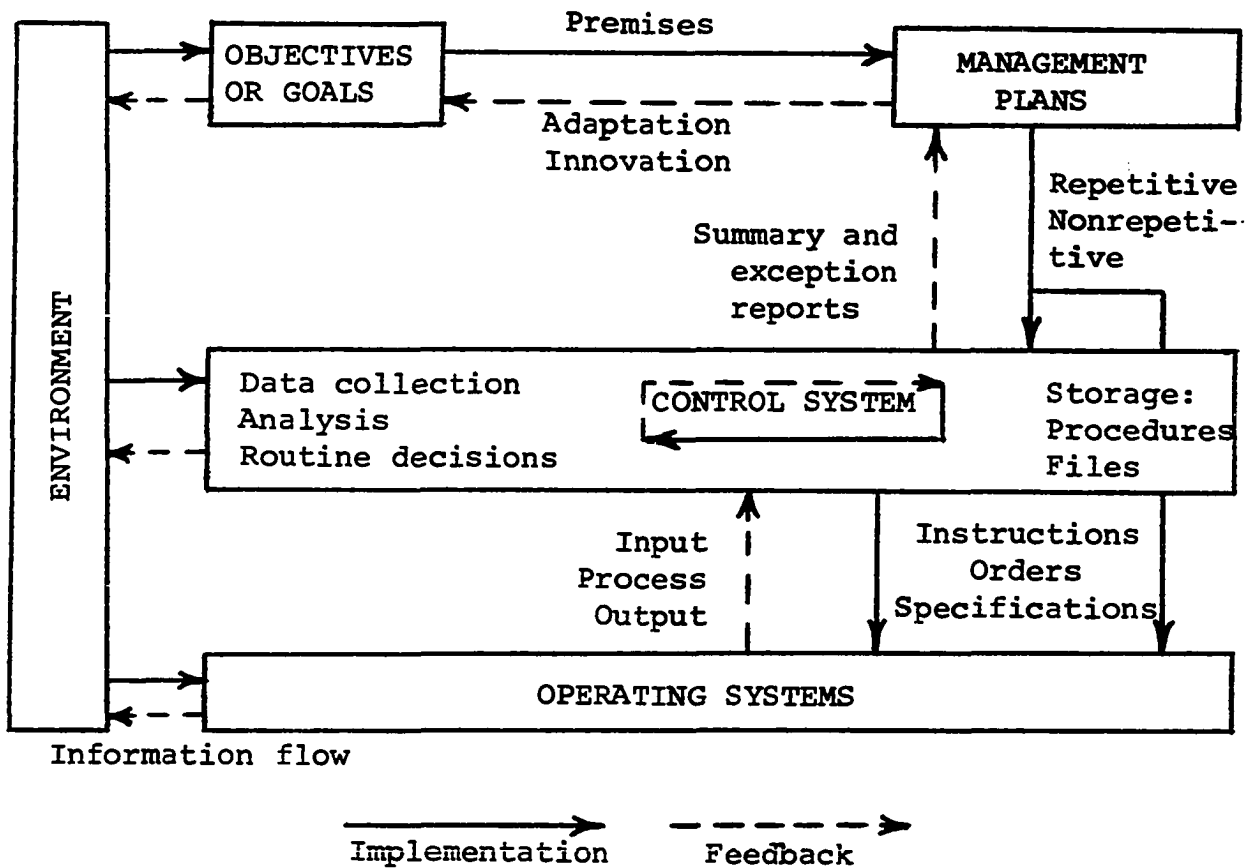 Premises
OBJECTIVES
OR GOALS
MANAGEMENT
PLANS
Adaptation
Innovation
Repetitive
Nonrepeti-
tive
Summary and
exception
reports
ENVIRONMENT
Data collection
Analysis
Routine decisions
CONTROL SYSTEM
Storage:
Procedures
Files
Input
Process
Output
Instructions
Orders
Specifications
OPERATING SYSTEMS
Information flow
Implementation
Feedback